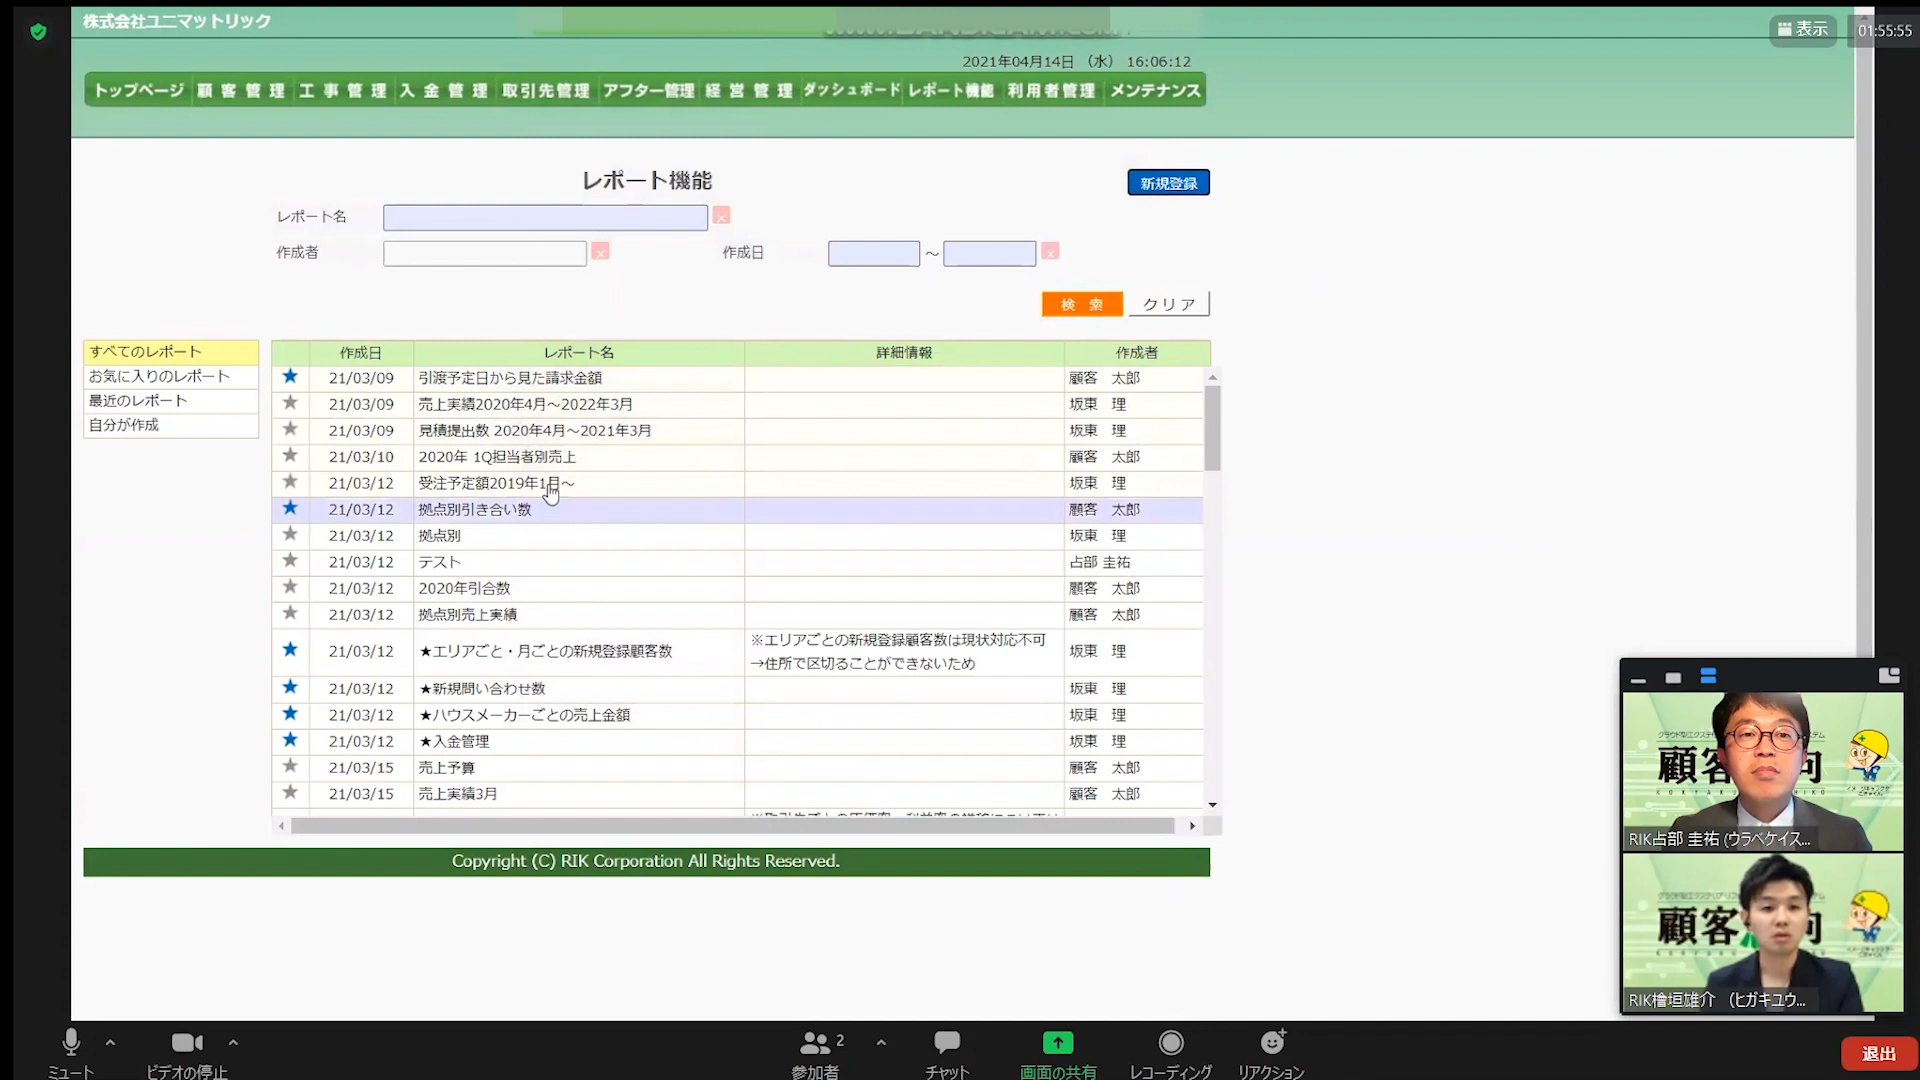 株式会社ユニマットリック
表示
01:55:55
2021年04月14日 （水） 16:06:12
トップページ 顧客管理 工事管理 入金管理 取引先管理 アフター管理 経営管理 ダッシュボード レポート機能 利用者管理 メンテナンス
レポート機能
新規登録
レポート名
作成者 作成日 ～
検 索 クリア
すべてのレポート
お気に入りのレポート
最近のレポート
自分が作成
作成日 レポート名 詳細情報 作成者
★ 21/03/09 引渡予定日から見た請求金額 顧客 太郎
★ 21/03/09 売上実績2020年4月～2022年3月 坂東 理
★ 21/03/09 見積提出数 2020年4月～2021年3月 坂東 理
★ 21/03/10 2020年 1Q担当者別売上 顧客 太郎
★ 21/03/12 受注予定額2019年1月～ 坂東 理
★ 21/03/12 拠点別引き合い数 顧客 太郎
★ 21/03/12 拠点別 坂東 理
★ 21/03/12 テスト 占部 圭祐
★ 21/03/12 2020年引合数 顧客 太郎
★ 21/03/12 拠点別売上実績 顧客 太郎
★ 21/03/12 ★エリアごと・月ごとの新規登録顧客数 ※エリアごとの新規登録顧客数は現状対応不可 坂東 理
→住所で区切ることができないため
★ 21/03/12 ★新規問い合わせ数 坂東 理
★ 21/03/12 ★ハウスメーカーごとの売上金額 坂東 理
★ 21/03/12 ★入金管理 坂東 理
★ 21/03/15 売上予算 顧客 太郎
★ 21/03/15 売上実績3月 顧客 太郎
Copyright (C) RIK Corporation All Rights Reserved.
顧客 向
RIK占部 圭祐 (ウラベケイス...
顧客 向
RIK檜垣雄介 （ヒガキユウ...
ミュート ビデオの停止 参加者 2 チャット 画面の共有 レコーディング リアクション 退出